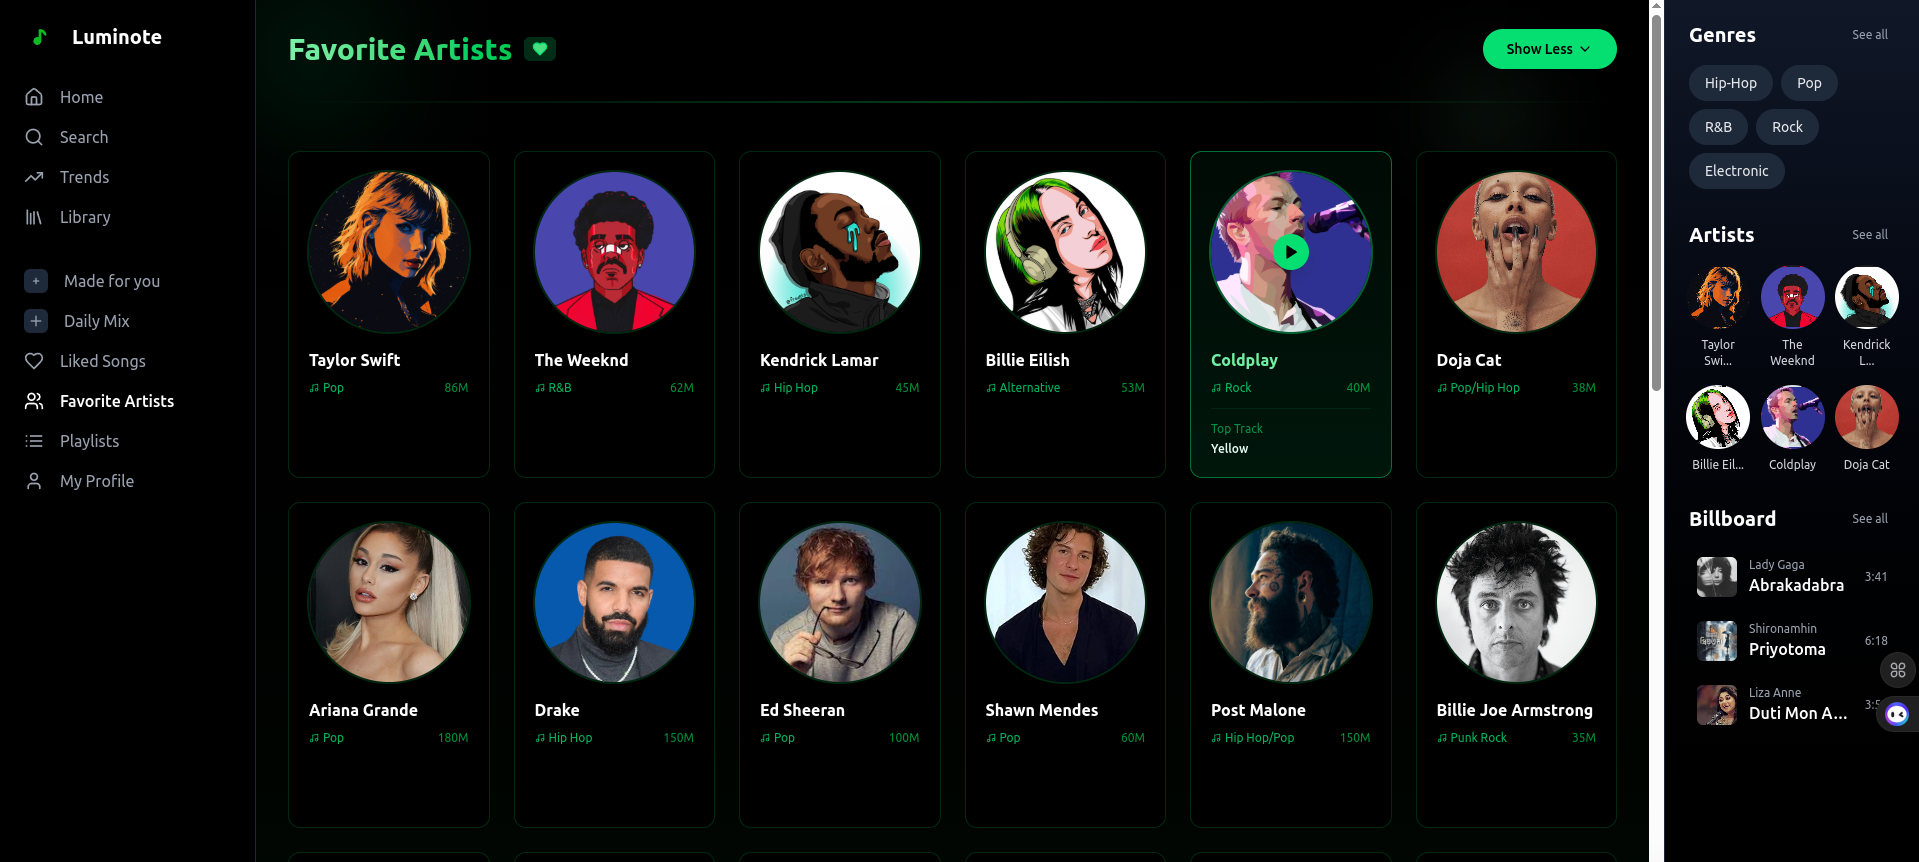 Luminote
Home
Search
Trends
Library
Made for you
Daily Mix
Liked Songs
Favorite Artists
Playlists
My Profile
Favorite Artists
Show Less
Taylor Swift
Pop 86M
The Weeknd
R&B 62M
Kendrick Lamar
Hip Hop 45M
Billie Eilish
Alternative 53M
Coldplay
Rock 40M
Top Track
Yellow
Doja Cat
Pop/Hip Hop 38M
Ariana Grande
Pop 180M
Drake
Hip Hop 150M
Ed Sheeran
Pop 100M
Shawn Mendes
Pop 60M
Post Malone
Hip Hop/Pop 150M
Billie Joe Armstrong
Punk Rock 35M
Genres See all
Hip-Hop Pop
R&B Rock
Electronic
Artists See all
Taylor
Swi...
The
Weeknd
Kendrick
L...
Billie Eil...
Coldplay
Doja Cat
Billboard See all
Lady Gaga
Abrakadabra 3:41
Shironamhin
Priyotoma 6:18
Liza Anne
Duti Mon A...